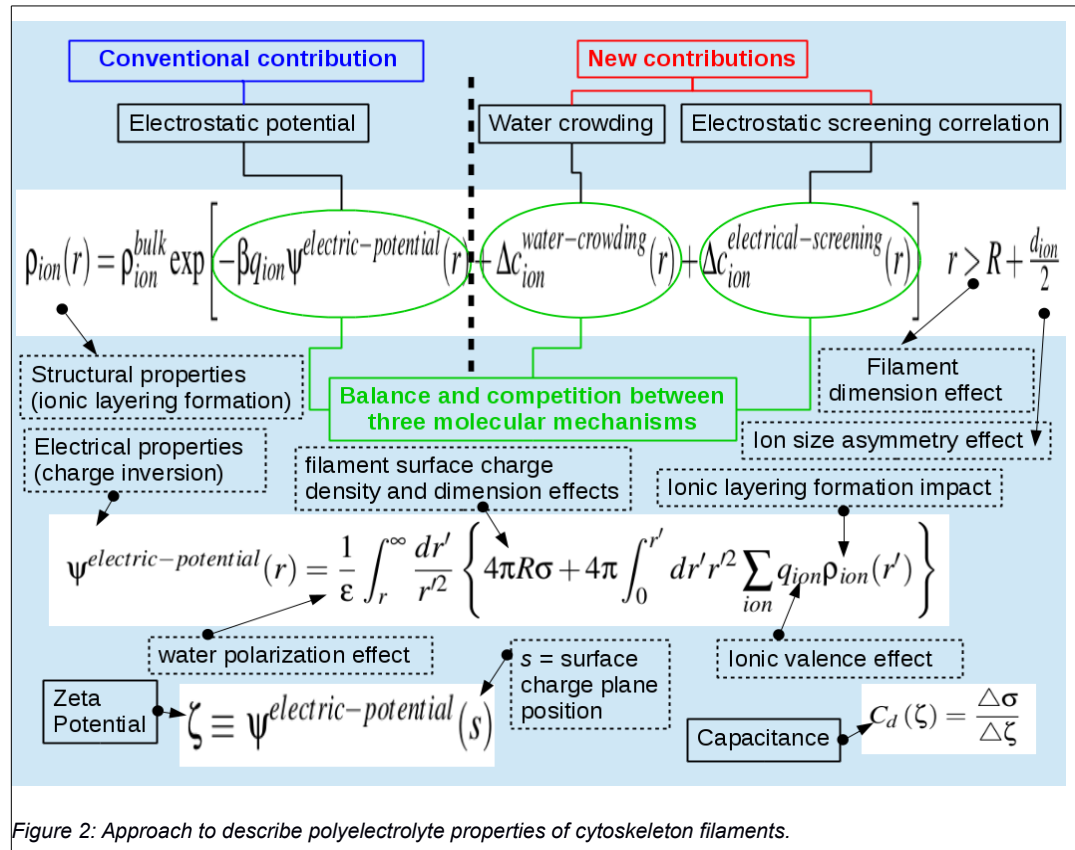 Conventional contribution
New contributions
Electrostatic potential
Water crowding
Electrostatic screening correlation
ρ_ion(r) = ρ_ion^bulk exp[-βq_ionψ^electric-potential(r) + Δc_ion^water-crowding(r) + Δc_ion^electrical-screening(r)]   r > R + d_ion/2
Structural properties
(ionic layering formation)
Balance and competition between
three molecular mechanisms
Filament
dimension effect
Ion size asymmetry effect
Electrical properties
(charge inversion)
filament surface charge
density and dimension effects
Ionic layering formation impact
ψ^electric-potential(r) = 1/ε ∫_r^∞ dr′/r′2 {4πRσ + 4π ∫_0^r′ dr′r′2 ∑_ion q_ionρ_ion(r′)}
water polarization effect
s = surface
charge plane
position
Ionic valence effect
Zeta
Potential
ζ ≡ ψ^electric-potential(s)
Capacitance
C_d (ζ) = △σ/△ζ
Figure 2: Approach to describe polyelectrolyte properties of cytoskeleton filaments.